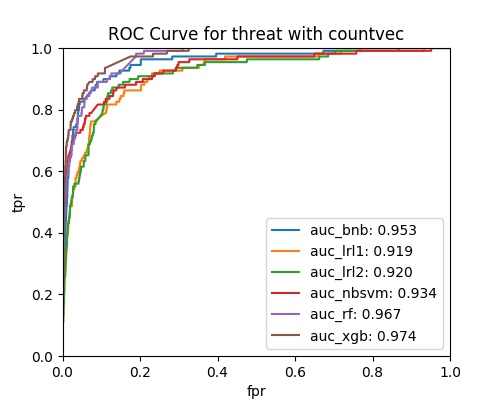 ROC Curve for threat with countvec
1.0
0.8
0.6
0.4
0.2
0.0
tpr
auc_bnb: 0.953
auc_lrl1: 0.919
auc_lrl2: 0.920
auc_nbsvm: 0.934
auc_rf: 0.967
auc_xgb: 0.974
0.0 0.2 0.4 0.6 0.8 1.0
fpr